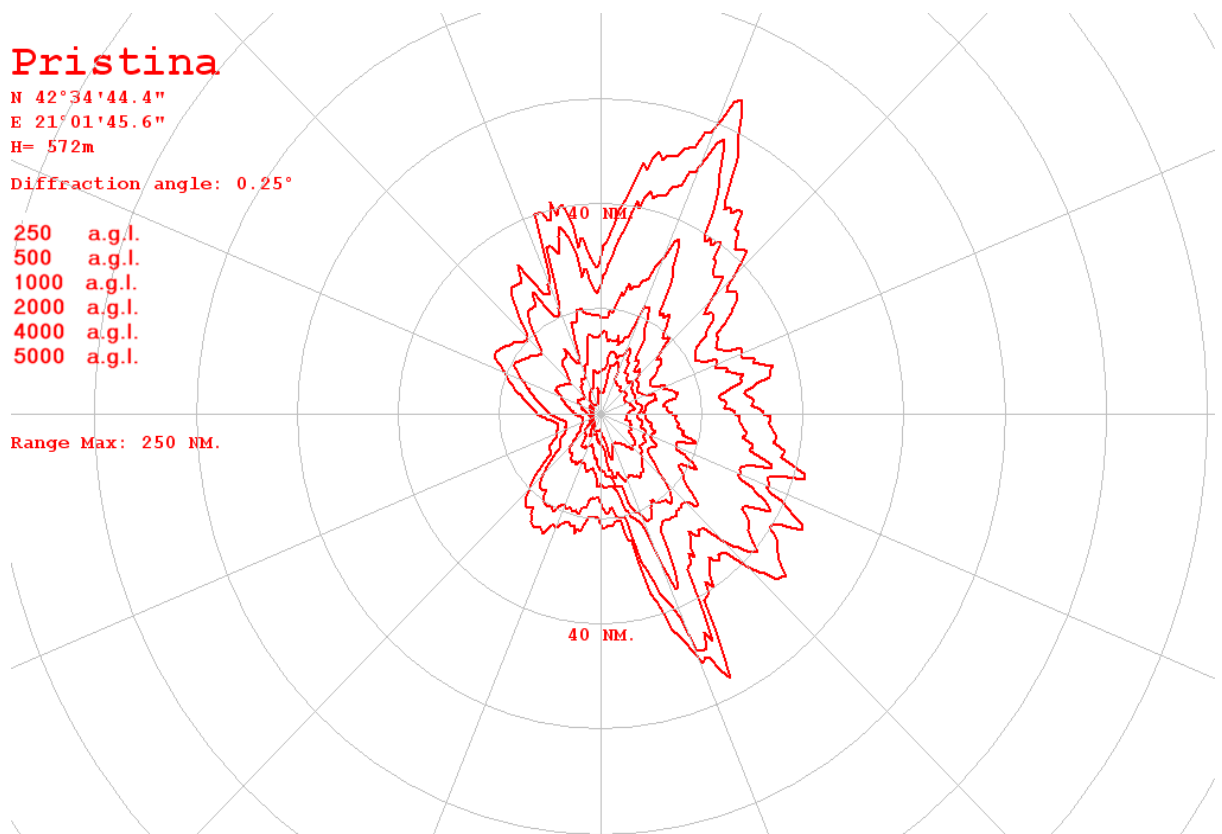 Pristina
N 42°34'44.4"
E 21°01'45.6"
H= 572m
Diffraction angle: 0.25°
250 a.g.l.
500 a.g.l.
1000 a.g.l.
2000 a.g.l.
4000 a.g.l.
5000 a.g.l.
Range Max: 250 NM.
40 NM.
40 NM.